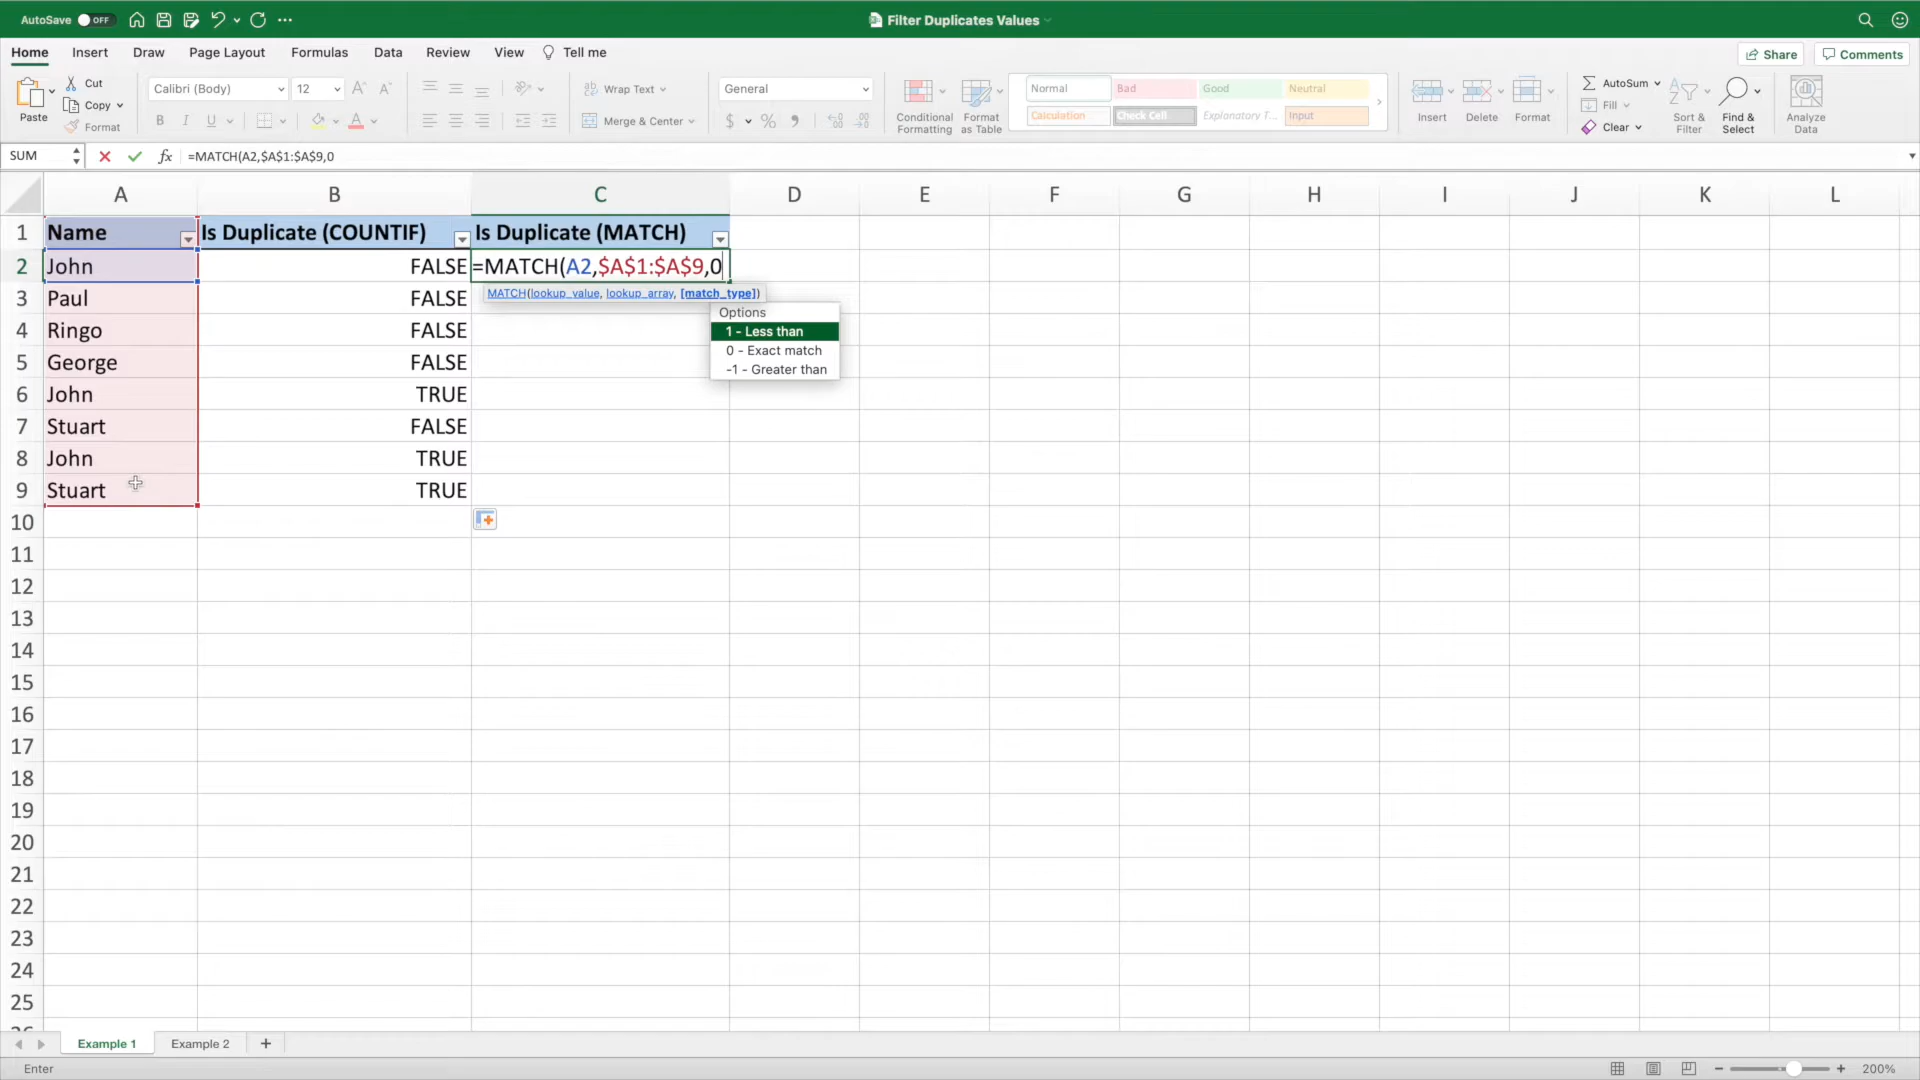 AutoSave OFF
Filter Duplicates Values
Home Insert Draw Page Layout Formulas Data Review View Tell me
Share Comments
Paste
Cut
Copy
Format
Calibri (Body) 12
B I U
Wrap Text
Merge & Center
General
$ % 
Conditional Formatting
Format as Table
Normal Bad Good Neutral
Calculation Check Cell Explanatory T... Input
Insert Delete Format
AutoSum
Fill
Clear
Sort & Filter
Find & Select
Analyze Data
SUM fx =MATCH(A2,$A$1:$A$9,0
A B C D E F G H I J K L
1 Name Is Duplicate (COUNTIF) Is Duplicate (MATCH)
2 John FALSE =MATCH(A2,$A$1:$A$9,0
MATCH(lookup_value, lookup_array, [match_type])
3 Paul FALSE
Options
1 - Less than
4 Ringo FALSE
0 - Exact match
5 George FALSE
-1 - Greater than
6 John TRUE
7 Stuart FALSE
8 John TRUE
9 Stuart TRUE
10
11
12
13
14
15
16
17
18
19
20
21
22
23
24
25
Example 1 Example 2 +
Enter
200%